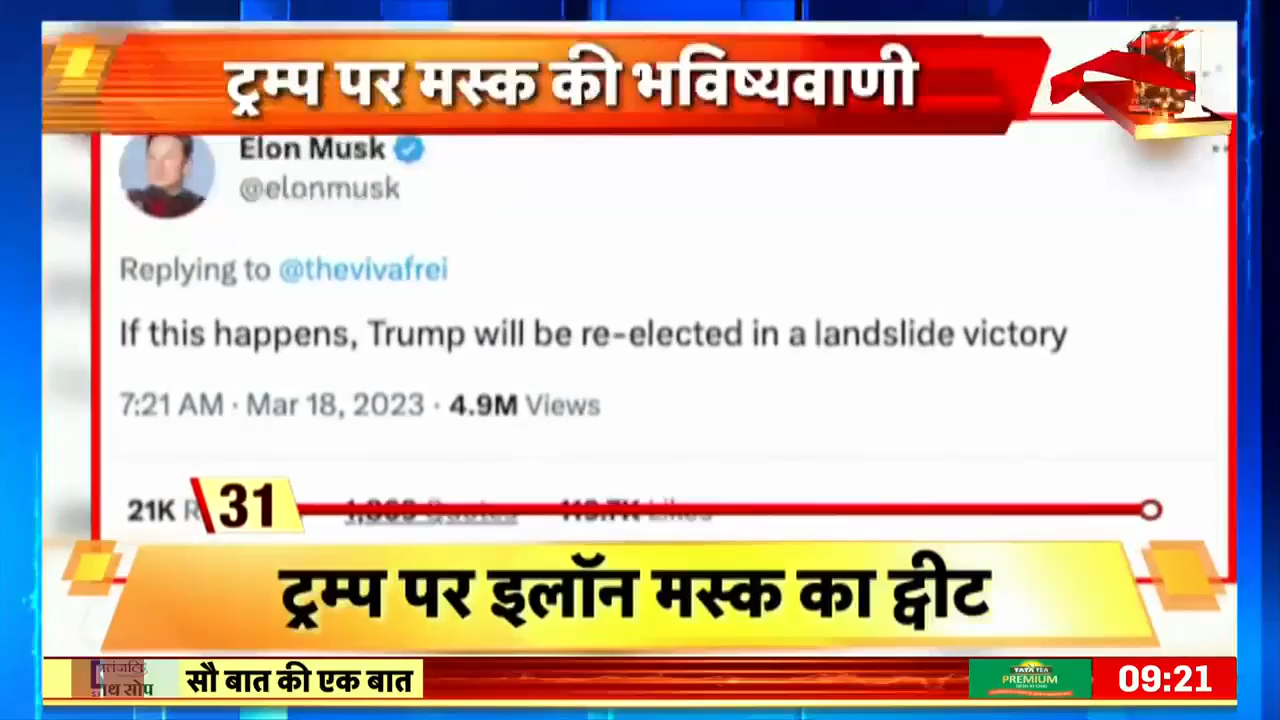 ट्रम्प पर मस्क की भविष्यवाणी
Elon Musk
@elonmusk
Replying to @thevivafrei
If this happens, Trump will be re-elected in a landslide victory
7:21 AM · Mar 18, 2023 · 4.9M Views
21K
31
ट्रम्प पर इलॉन मस्क का ट्वीट
सौ बात की एक बात
TATA TEA
PREMIUM
09:21